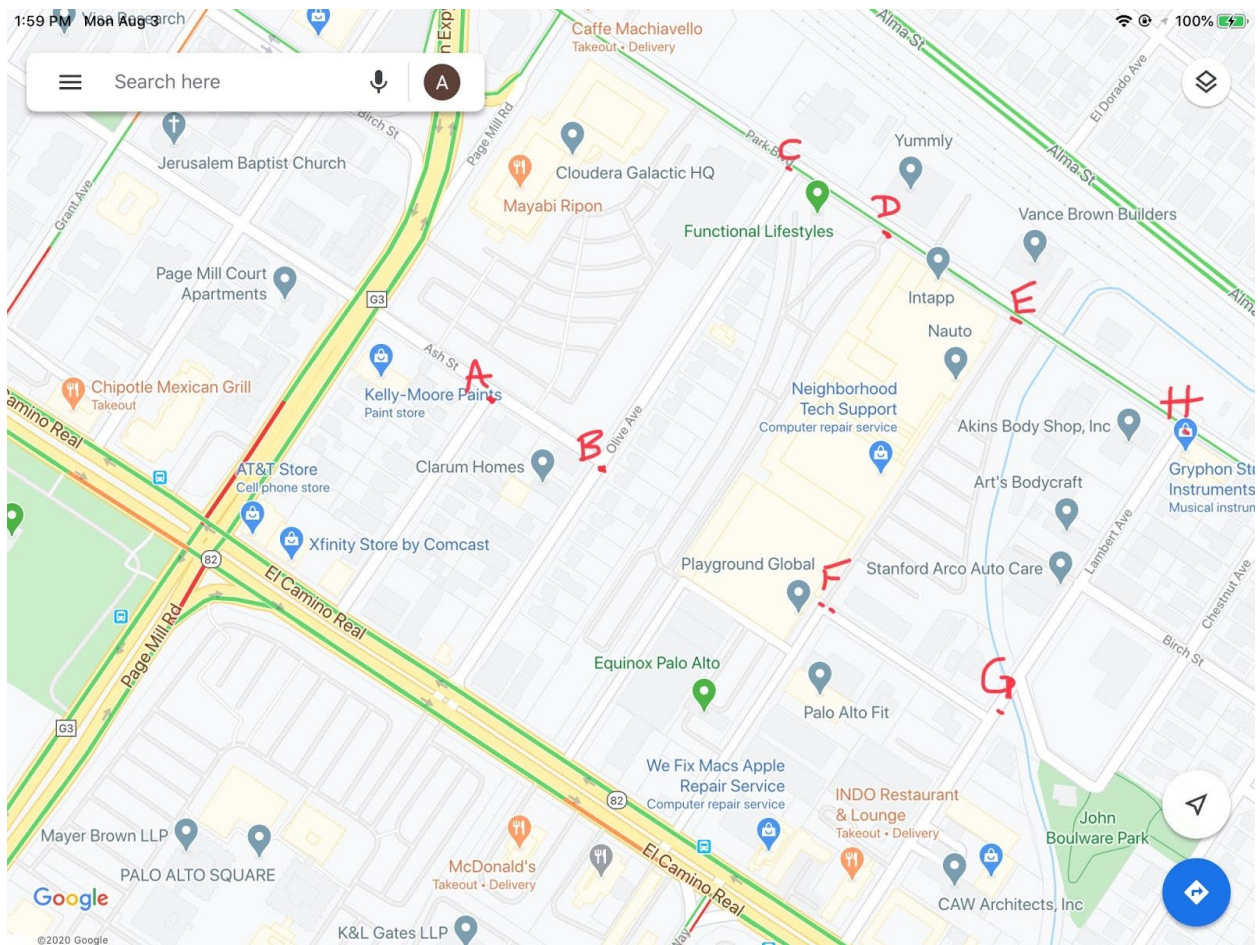 1:59 PM Mon Aug 3
Visa Research
100%
Search here
A
n Exp
Caffe Machiavello
Takeout • Delivery
Alma St
El Dorado Ave
Birch St
Page Mill Rd
Park Blvd
C
Yummly
Alma St
Jerusalem Baptist Church
Cloudera Galactic HQ
Mayabi Ripon
Grant Ave
D
Functional Lifestyles
Vance Brown Builders
Page Mill Court
Apartments
G3
Intapp
E
Alma
Nauto
Ash St
A
Kelly-Moore Paints
Paint store
Chipotle Mexican Grill
Takeout
Camino Real
Neighborhood
Tech Support
Computer repair service
H
Olive Ave
B
Akins Body Shop, Inc
Clarum Homes
AT&T Store
Cell phone store
Gryphon Str
Instruments
Musical instrum
Art's Bodycraft
Xfinity Store by Comcast
82
Lambert Ave
El Camino Real
Playground Global
F
Stanford Arco Auto Care
Chestnut Ave
Page Mill Rd
Birch St
Equinox Palo Alto
G
Palo Alto Fit
G3
We Fix Macs Apple
Repair Service
Computer repair service
82
INDO Restaurant
& Lounge
Takeout • Delivery
John
Boulware Park
Mayer Brown LLP
PALO ALTO SQUARE
McDonald's
Takeout • Delivery
El Camino Real
CAW Architects, Inc
Google
K&L Gates LLP
Way
©2020 Google